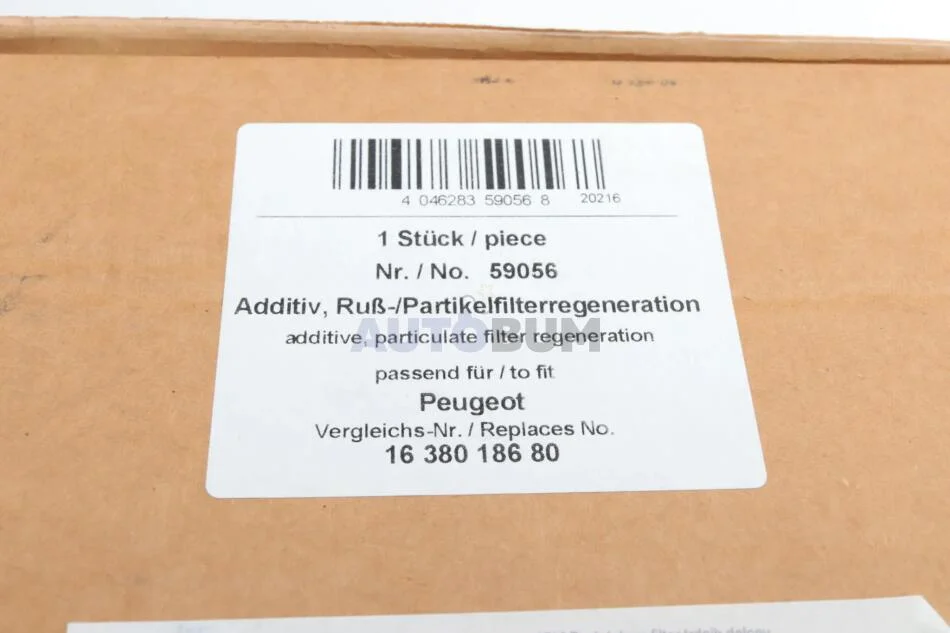 4 046283 59056 8 20216
1 Stück / piece
Nr. / No. 59056
Additiv, Ruß-/Partikelfilterregeneration
AUTOBUM
additive, particulate filter regeneration
passend für / to fit
Peugeot
Vergleichs-Nr. / Replaces No.
16 380 186 80